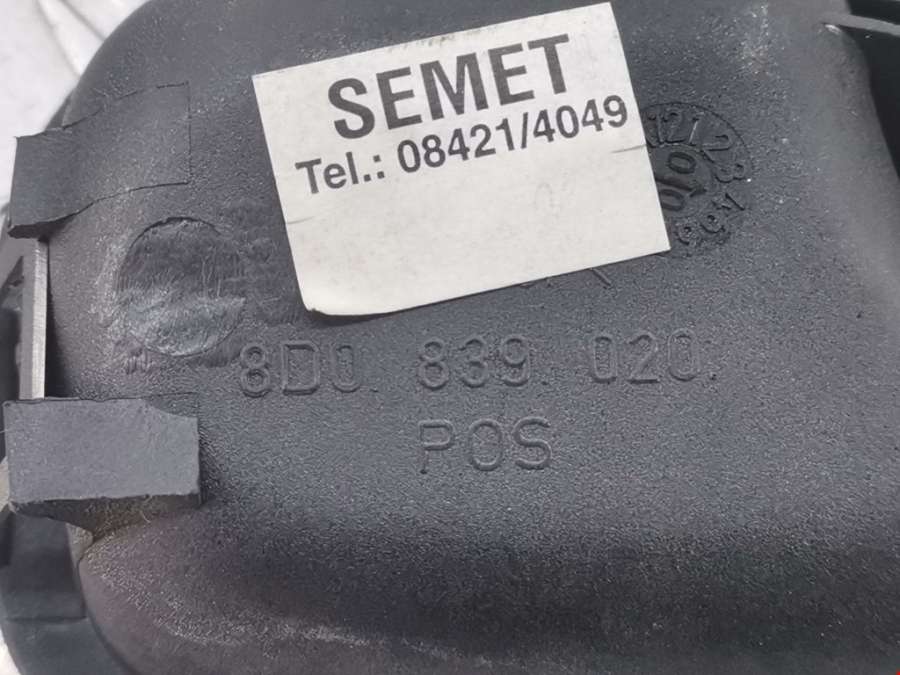 SEMET
Tel.: 08421/4049
8D0. 839. 020.
POS